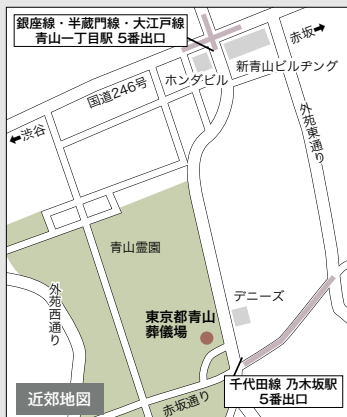 銀座線・半蔵門線・大江戸線
青山一丁目駅 5番出口
赤坂➡
新青山ビルヂング
ホンダビル
国道246号
⬅渋谷
外苑東通り
青山霊園
外苑西通り
デニーズ
東京都青山
葬儀場
千代田線 乃木坂駅
5番出口
赤坂通り
近郊地図